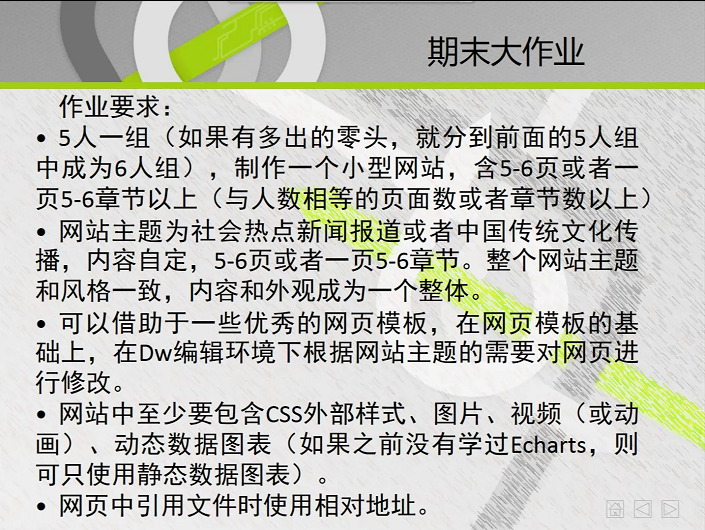 期末大作业
作业要求：
• 5人一组（如果有多出的零头，就分到前面的5人组
中成为6人组），制作一个小型网站，含5-6页或者一
页5-6章节以上（与人数相等的页面数或者章节数以上）
• 网站主题为社会热点新闻报道或者中国传统文化传
播，内容自定，5-6页或者一页5-6章节。整个网站主题
和风格一致，内容和外观成为一个整体。
• 可以借助于一些优秀的网页模板，在网页模板的基
础上，在Dw编辑环境下根据网站主题的需要对网页进
行修改。
• 网站中至少要包含CSS外部样式、图片、视频（或动
画）、动态数据图表（如果之前没有学过Echarts，则
可只使用静态数据图表）。
• 网页中引用文件时使用相对地址。